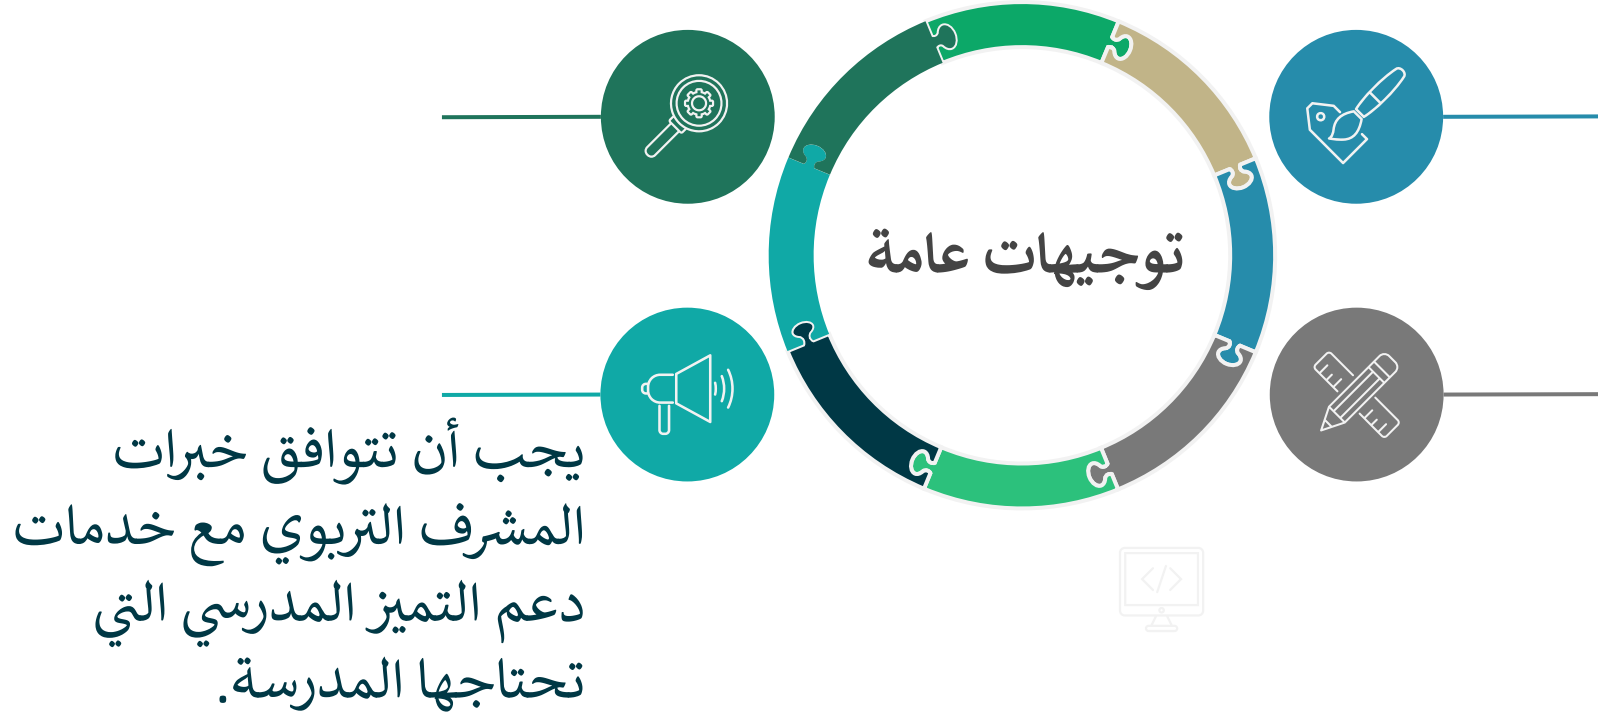 توجيهات عامة
يجب أن تتوافق خبرات
المشرف التربوي مع خدمات
دعم التميز المدرسي التي
تحتاجها المدرسة.